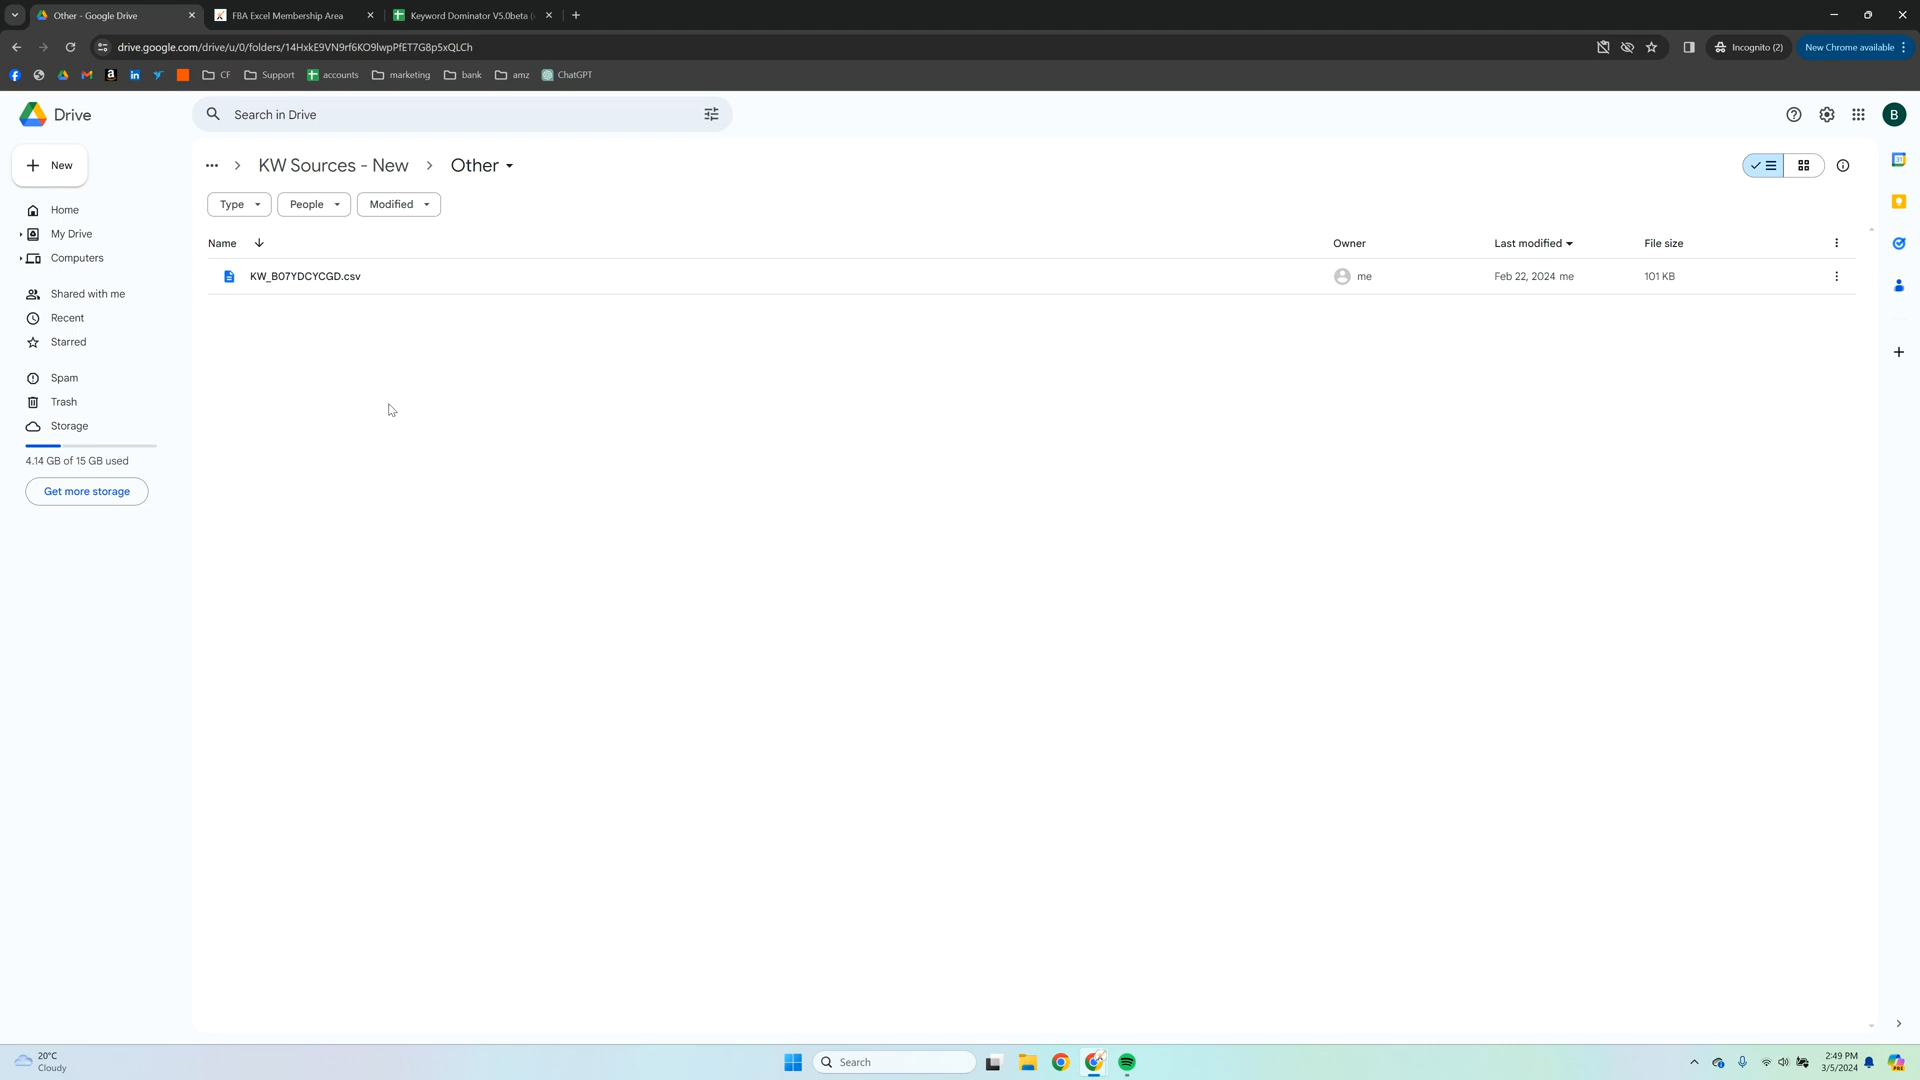 Other - Google Drive
FBA Excel Membership Area
Keyword Dominator V5.0beta
drive.google.com/drive/u/0/folders/14HxkE9VN9rf6KO9lwpPfET7G8p5xQLCh
Incognito (2)
New Chrome available
CF
Support
accounts
marketing
bank
amz
ChatGPT
Drive
Search in Drive
B
New
... > KW Sources - New > Other
Type
People
Modified
Home
My Drive
Computers
Shared with me
Recent
Starred
Spam
Trash
Storage
4.14 GB of 15 GB used
Get more storage
Name
Owner
Last modified
File size
KW_B07YDCYCGD.csv
me
Feb 22, 2024 me
101 KB
20°C
Cloudy
Search
2:49 PM
3/5/2024